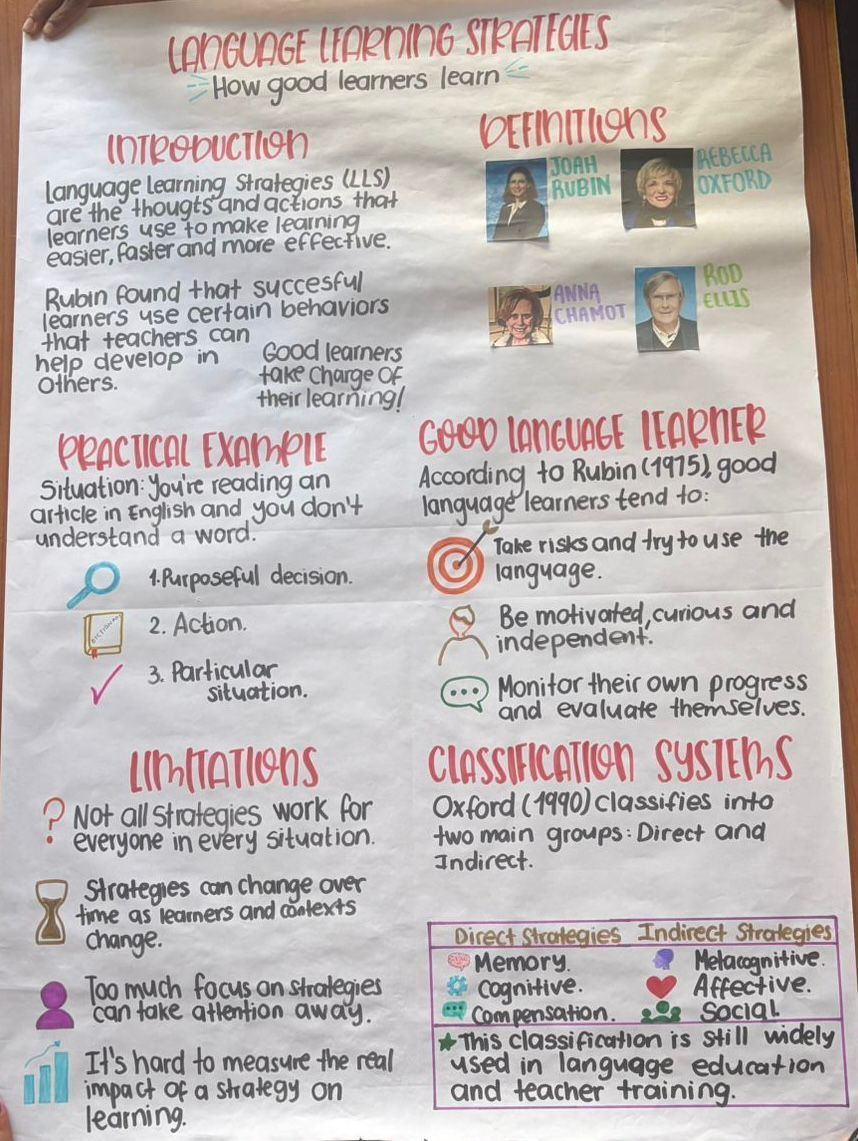 LANGUAGE LEARNING STRATEGIES
How good learners learn
INTRODUCTION
Language Learning Strategies (LLS)
are the thougts and actions that
learners use to make learning
easier, faster and more effective.
Rubin found that succesful
learners use certain behaviors
that teachers can
help develop in
others.
Good learners
take charge of
their learning!
DEFINITIONS
JOAH
RUBIN
REBECCA
OXFORD
ANNA
CHAMOT
ROD
ELLIS
PRACTICAL EXAMPLE
Situation: You're reading an
article in English and you don't
understand a word.
1. Purposeful decision.
DICTIONARY
2. Action.
3. Particular
situation.
GOOD LANGUAGE LEARNER
According to Rubin (1975), good
language learners tend to:
Take risks and try to use the
language.
Be motivated, curious and
independent.
Monitor their own progress
and evaluate themselves.
LIMITATIONS
? Not all strategies work for
everyone in every situation.
Strategies can change over
time as learners and contexts
change.
Too much focus on strategies
can take attention away.
It's hard to measure the real
impact of a strategy on
learning.
CLASSIFICATION SYSTEMS
Oxford (1990) classifies into
two main groups: Direct and
Indirect.
Direct Strategies Indirect Strategies
Memory. Metacognitive.
Cognitive. Affective.
Compensation. Social.
★ This classification is still widely
used in language education
and teacher training.